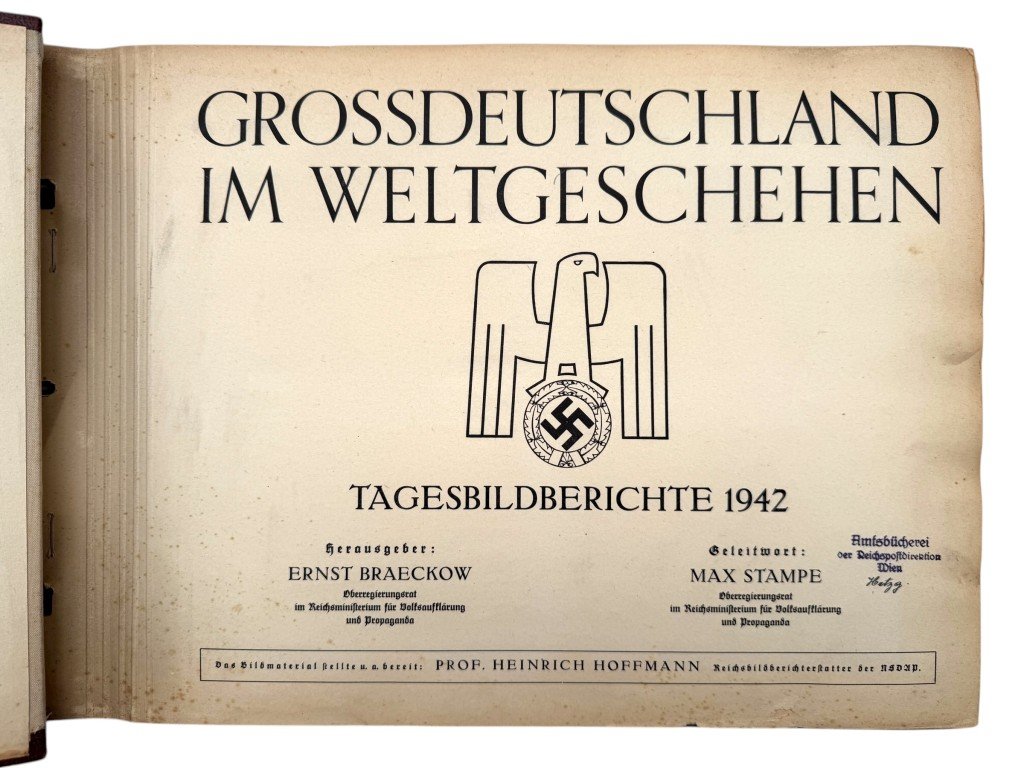 GROSSDEUTSCHLAND
IM WELTGESCHEHEN
TAGESBILDBERICHTE 1942
Herausgeber:
ERNST BRAECKOW
Oberregierungsrat
im Reichsministerium für Volksaufklärung
und Propaganda
Geleitwort:
MAX STAMPE
Oberregierungsrat
im Reichsministerium für Volksaufklärung
und Propaganda
Amtsbücherei
der Reichspostdirektion
Wien
Das Bildmaterial stellte u. a. bereit: PROF. HEINRICH HOFFMANN Reichsbildberichterstatter der NSDAP.